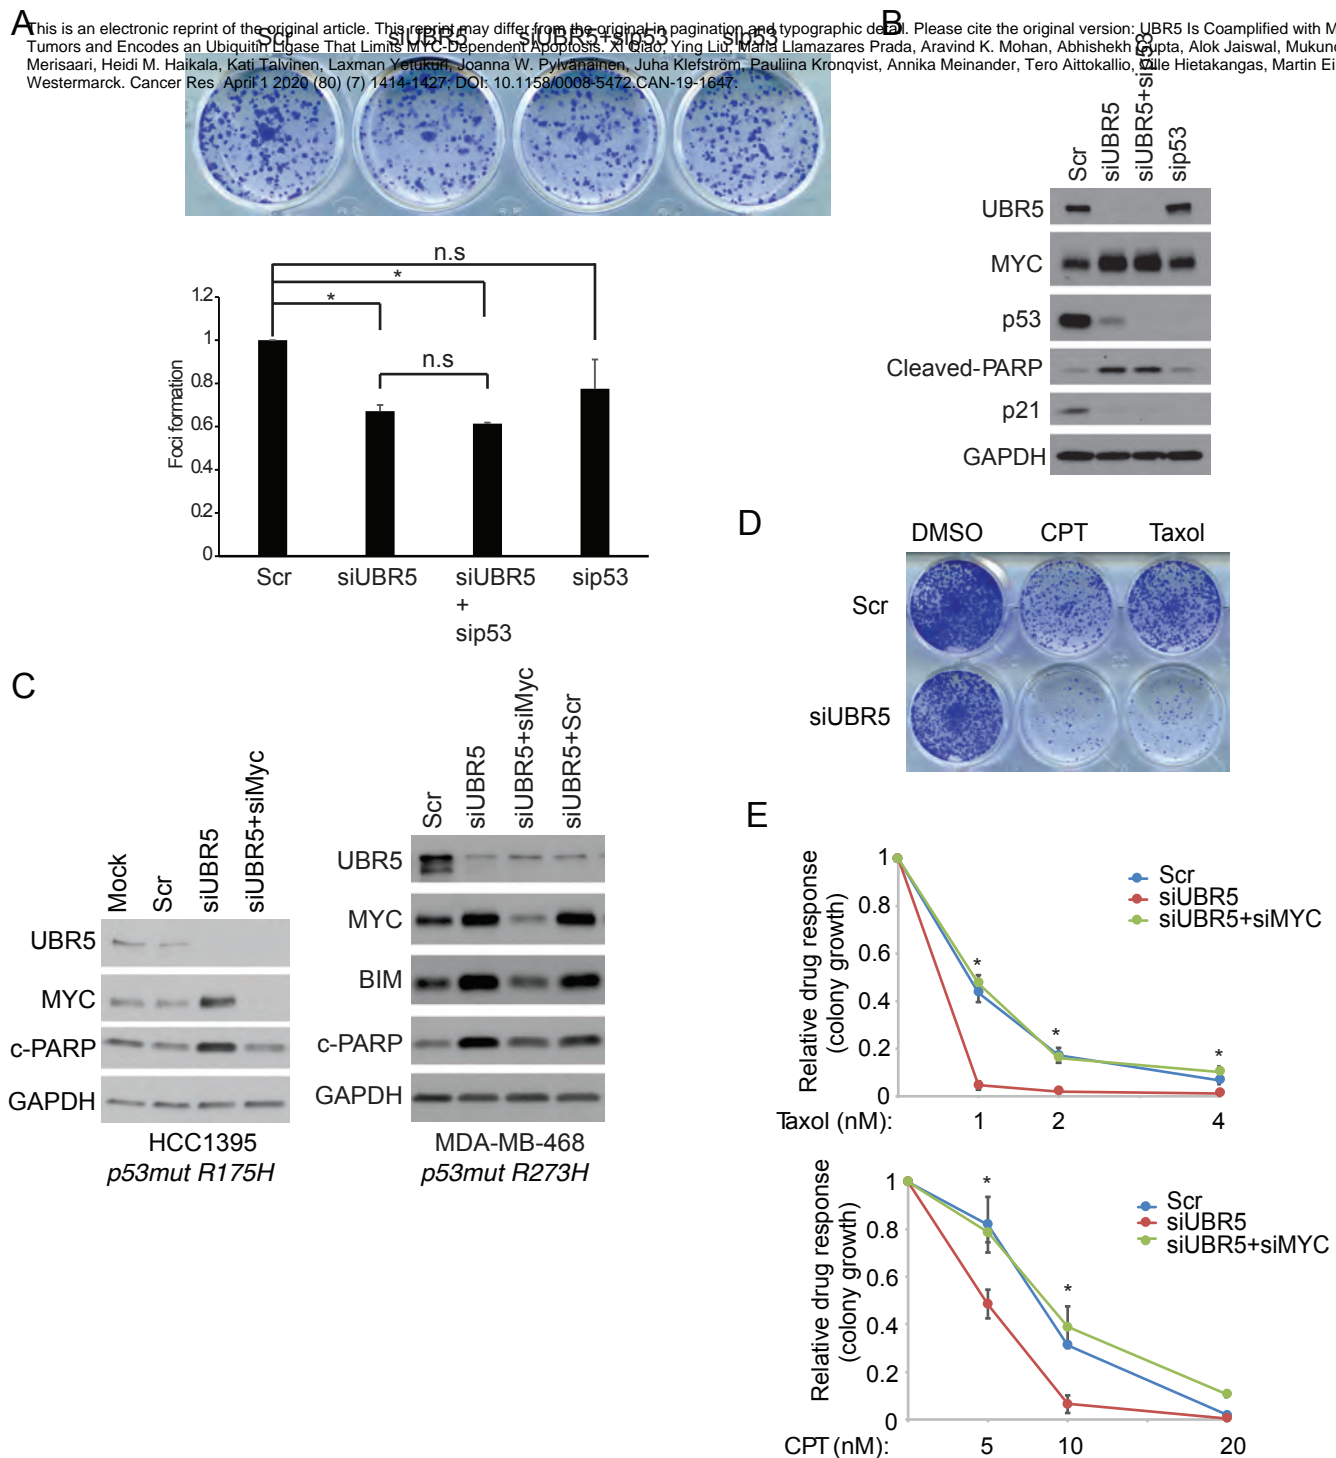 A
This is an electronic reprint of the original article. This reprint may differ from the original in pagination and typographic detail. Please cite the original version: UBR5 Is Coamplified with M
Tumors and Encodes an Ubiquitin Ligase That Limits MYC-Dependent Apoptosis. Xi Qiao, Ying Liu, Maria Llamazares Prada, Aravind K. Mohan, Abhishekh Gupta, Alok Jaiswal, Mukund
Merisaari, Heidi M. Haikala, Kati Talvinen, Laxman Yetukuri, Joanna W. Pylvänäinen, Juha Klefström, Pauliina Kronqvist, Annika Meinander, Tero Aittokallio, Ville Hietakangas, Martin Ei
Westermarck. Cancer Res April 1 2020 (80) (7) 1414-1427; DOI: 10.1158/0008-5472.CAN-19-1647.
Scr siUBR5 siUBR5+sip53 sip53
n.s
*
*
n.s
Foci formation
1.2
1
0.8
0.6
0.4
0.2
0
Scr siUBR5 siUBR5 + sip53 sip53
B
Scr siUBR5 siUBR5+sip53 sip53
UBR5
MYC
p53
Cleaved-PARP
p21
GAPDH
C
Mock Scr siUBR5 siUBR5+siMyc
UBR5
MYC
c-PARP
GAPDH
HCC1395
p53mut R175H
Scr siUBR5 siUBR5+siMyc siUBR5+Scr
UBR5
MYC
BIM
c-PARP
GAPDH
MDA-MB-468
p53mut R273H
D
DMSO CPT Taxol
Scr
siUBR5
E
Relative drug response
(colony growth)
1
0.8
0.6
0.4
0.2
0
Scr
siUBR5
siUBR5+siMYC
*
*
*
Taxol (nM): 1 2 4
Relative drug response
(colony growth)
1
0.8
0.6
0.4
0.2
0
Scr
siUBR5
siUBR5+siMYC
*
*
CPT (nM): 5 10 20